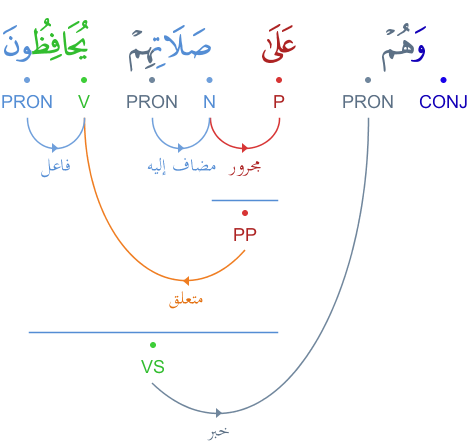 وَهُمْ عَلَىٰ صَلَاتِهِمْ يُحَافِظُونَ
CONJ PRON P N PRON V PRON
مجرور مضاف إليه فاعل
PP
متعلق
VS
خبر